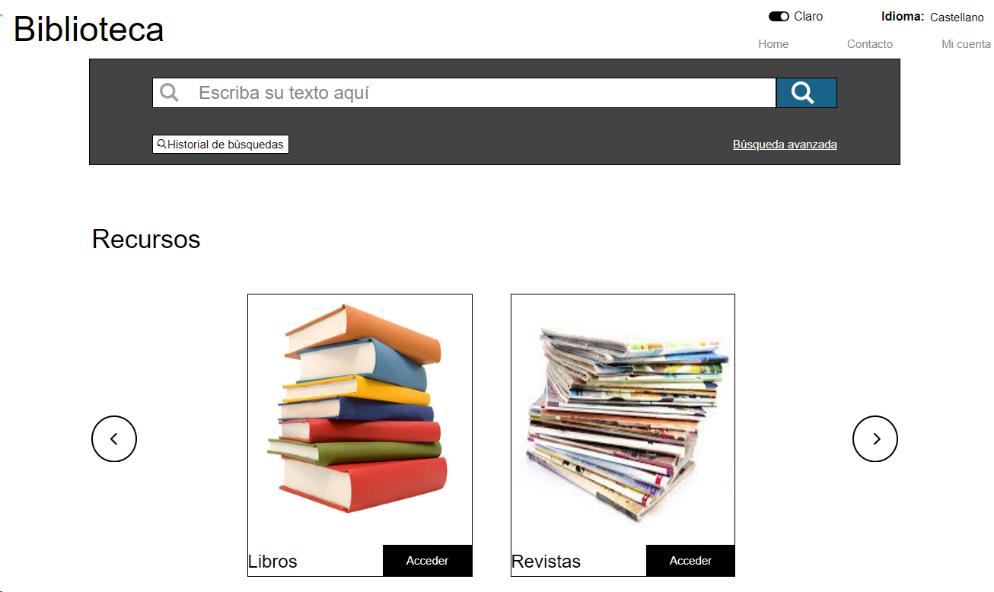 Biblioteca
Claro
Idioma: Castellano
Home
Contacto
Mi cuenta
Escriba su texto aquí
Historial de búsquedas
Búsqueda avanzada
Recursos
Libros
Acceder
Revistas
Acceder